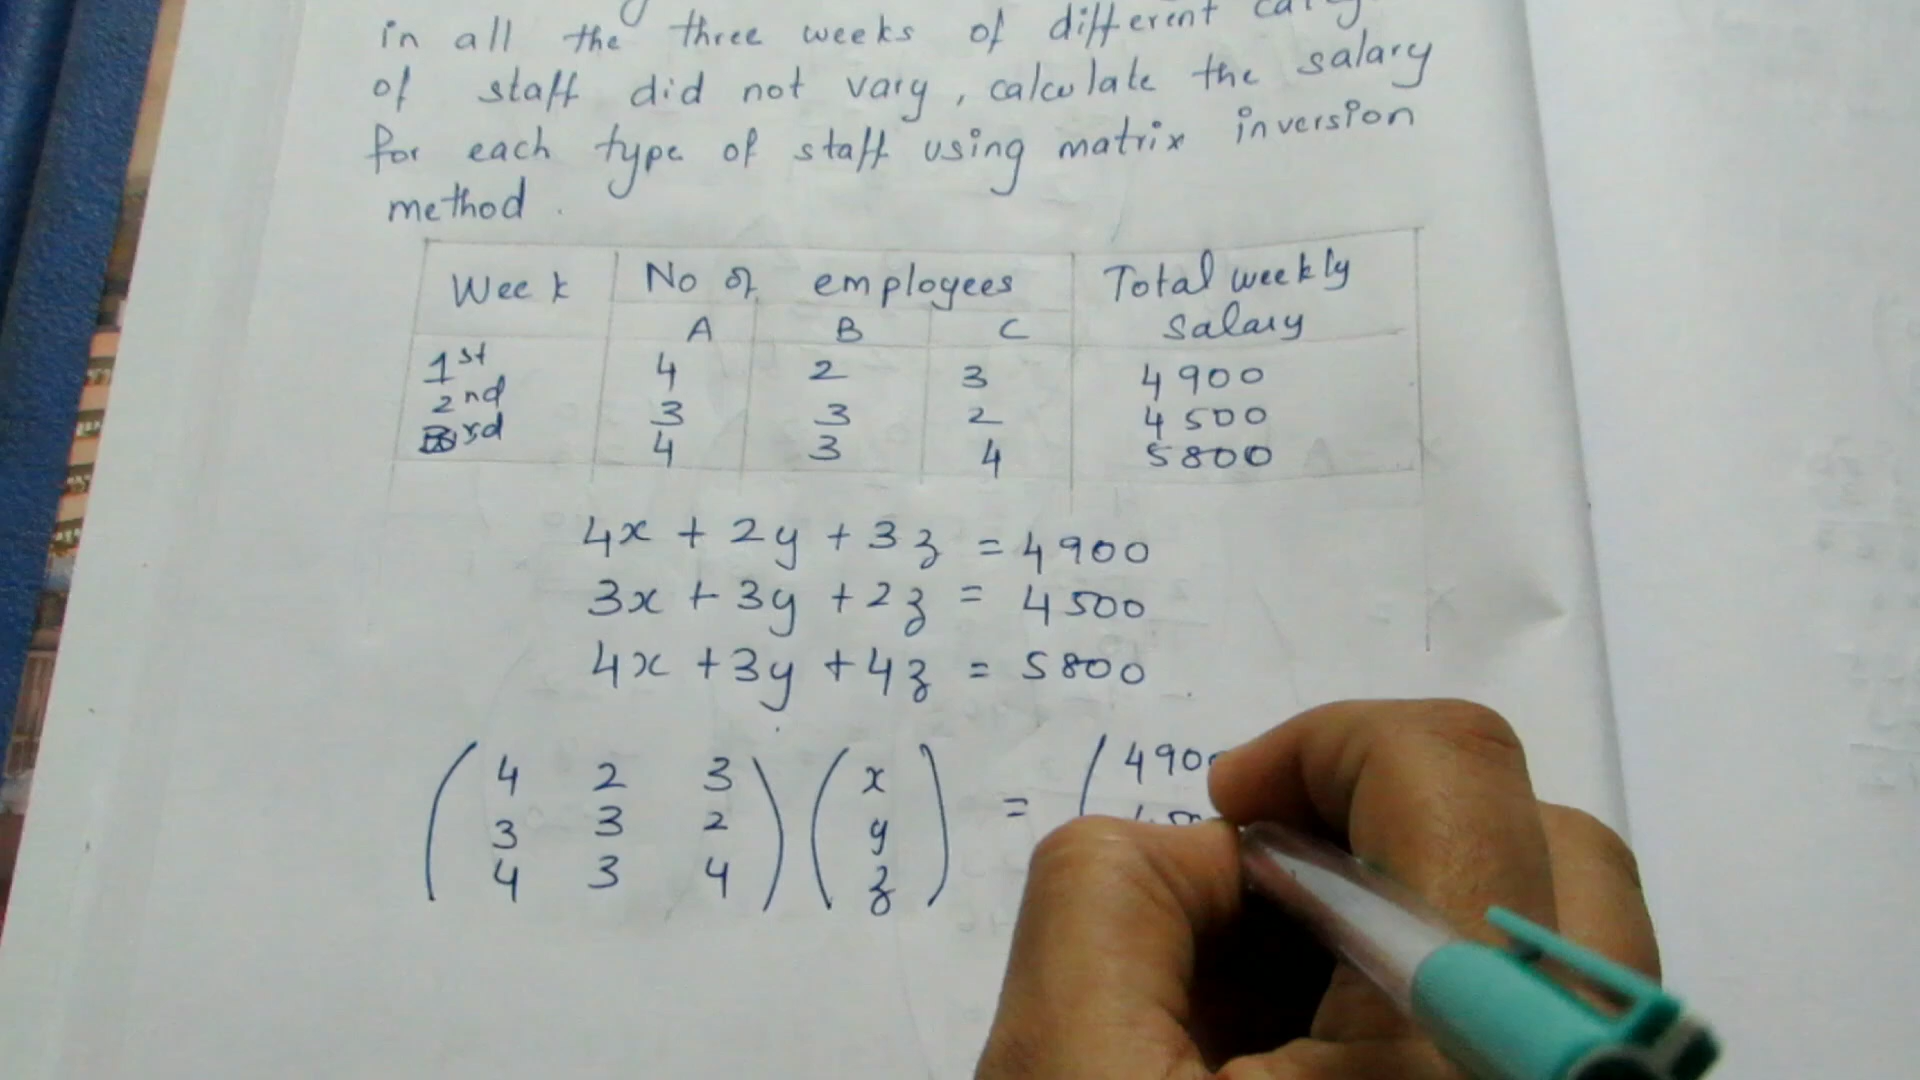 in all the three weeks of different
of staff did not vary, calculate the salary
for each type of staff using matrix inversion
method.
Week No of employees Total weekly salary
A B C
1st 4 2 3 4900
2nd 3 3 2 4500
3rd 4 3 4 5800
4x + 2y + 3z = 4900
3x + 3y + 2z = 4500
4x + 3y + 4z = 5800
( 4 2 3 ) ( x ) = ( 490
3 3 2 y
4 3 4 z